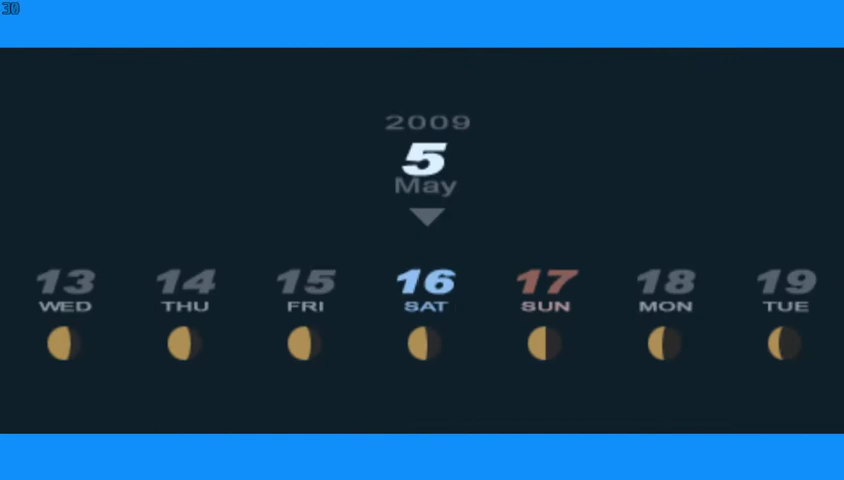 30
2009
5
May
13 14 15 16 17 18 19
WED THU FRI SAT SUN MON TUE